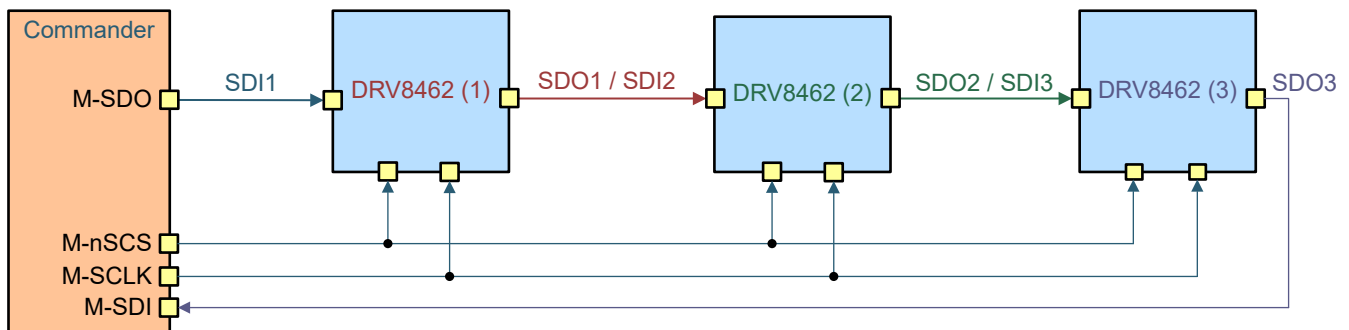 Commander
M-SDO
SDI1
DRV8462 (1)
SDO1 / SDI2
DRV8462 (2)
SDO2 / SDI3
DRV8462 (3)
SDO3
M-nSCS
M-SCLK
M-SDI